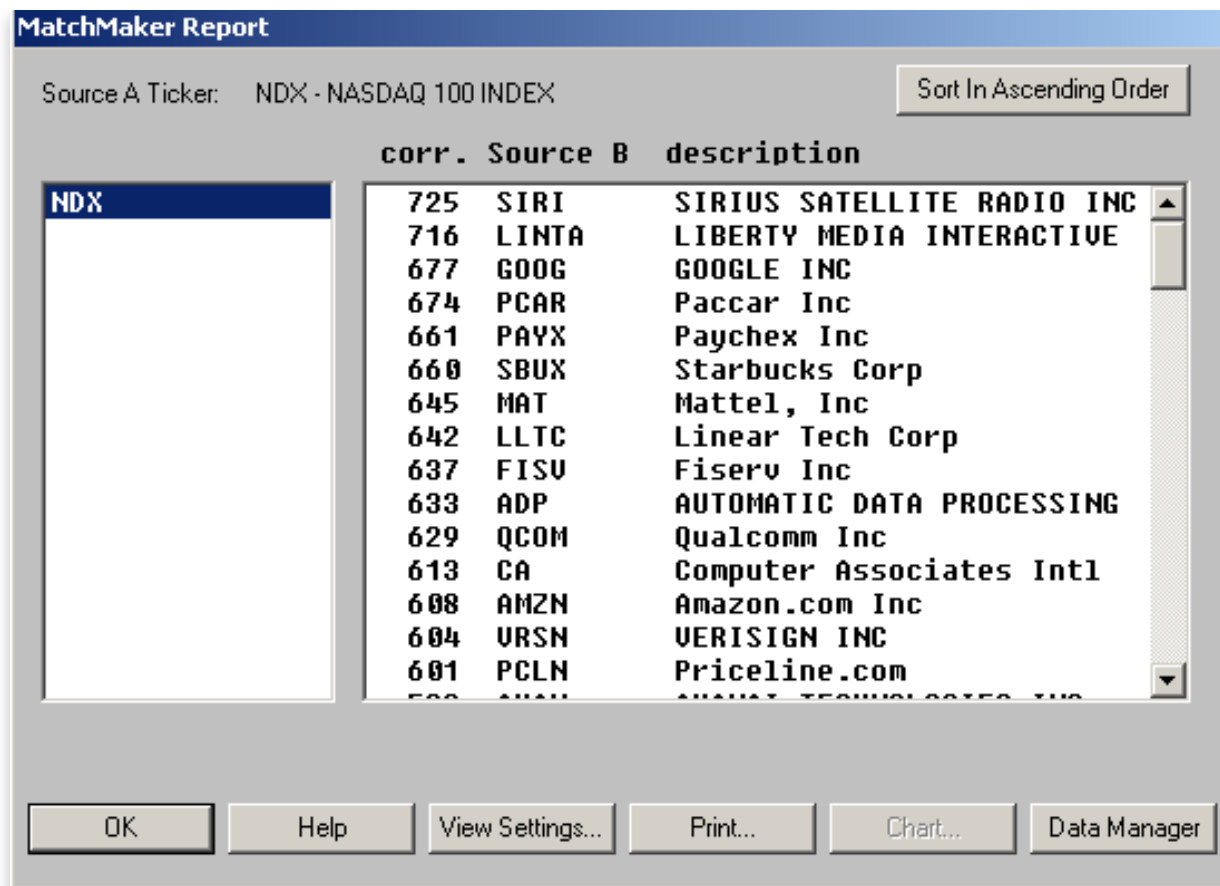 MatchMaker Report
Source A Ticker: NDX - NASDAQ 100 INDEX
Sort In Ascending Order
corr. Source B description
NDX
725 SIRI SIRIUS SATELLITE RADIO INC
716 LINTA LIBERTY MEDIA INTERACTIVE
677 GOOG GOOGLE INC
674 PCAR Paccar Inc
661 PAYX Paychex Inc
660 SBUX Starbucks Corp
645 MAT Mattel, Inc
642 LLTC Linear Tech Corp
637 FISV Fiserv Inc
633 ADP AUTOMATIC DATA PROCESSING
629 QCOM Qualcomm Inc
613 CA Computer Associates Intl
608 AMZN Amazon.com Inc
604 VRSN VERISIGN INC
601 PCLN Priceline.com
OK Help View Settings... Print... Chart... Data Manager